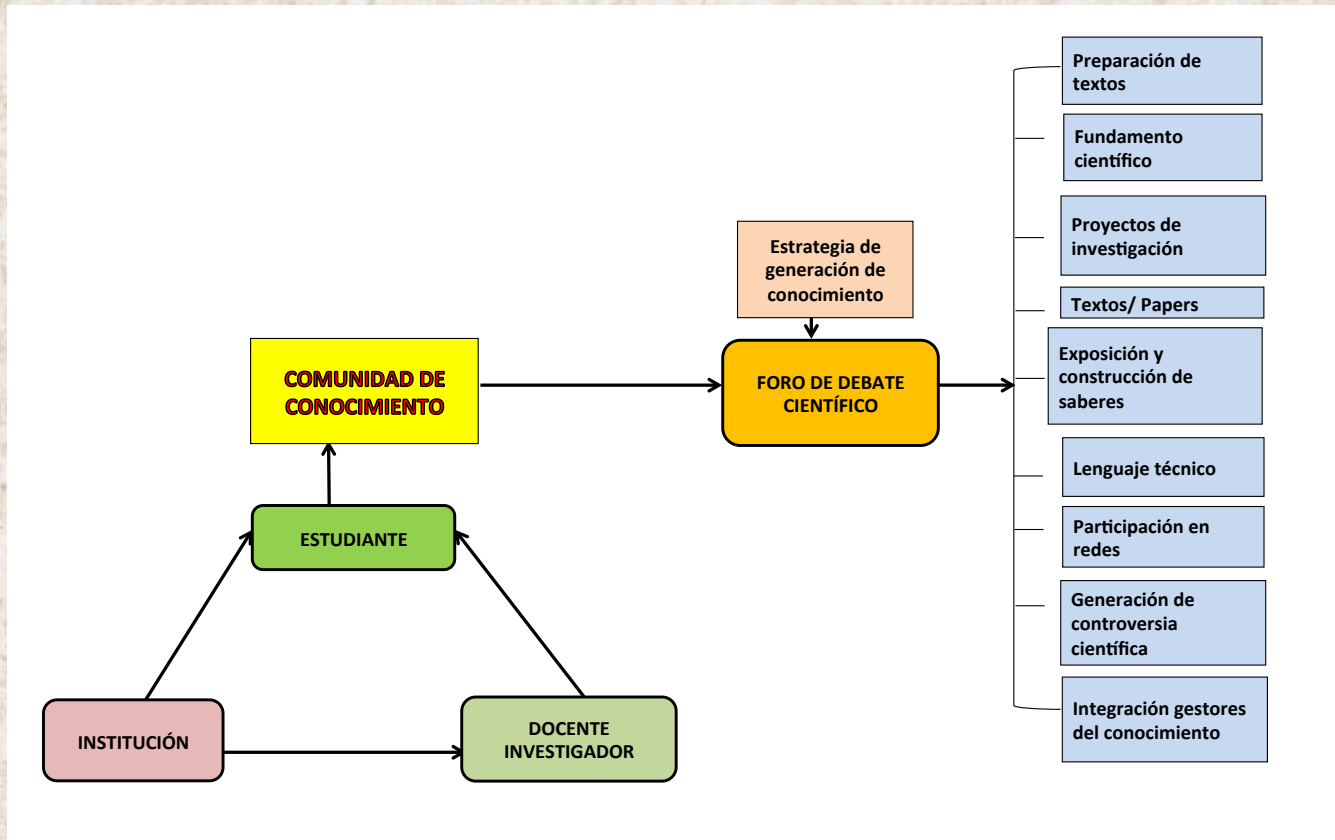 COMUNIDAD DE
CONOCIMIENTO
ESTUDIANTE
INSTITUCIÓN
DOCENTE
INVESTIGADOR
Estrategia de
generación de
conocimiento
FORO DE DEBATE
CIENTÍFICO
Preparación de
textos
Fundamento
científico
Proyectos de
investigación
Textos/ Papers
Exposición y
construcción de
saberes
Lenguaje técnico
Participación en
redes
Generación de
controversia
científica
Integración gestores
del conocimiento